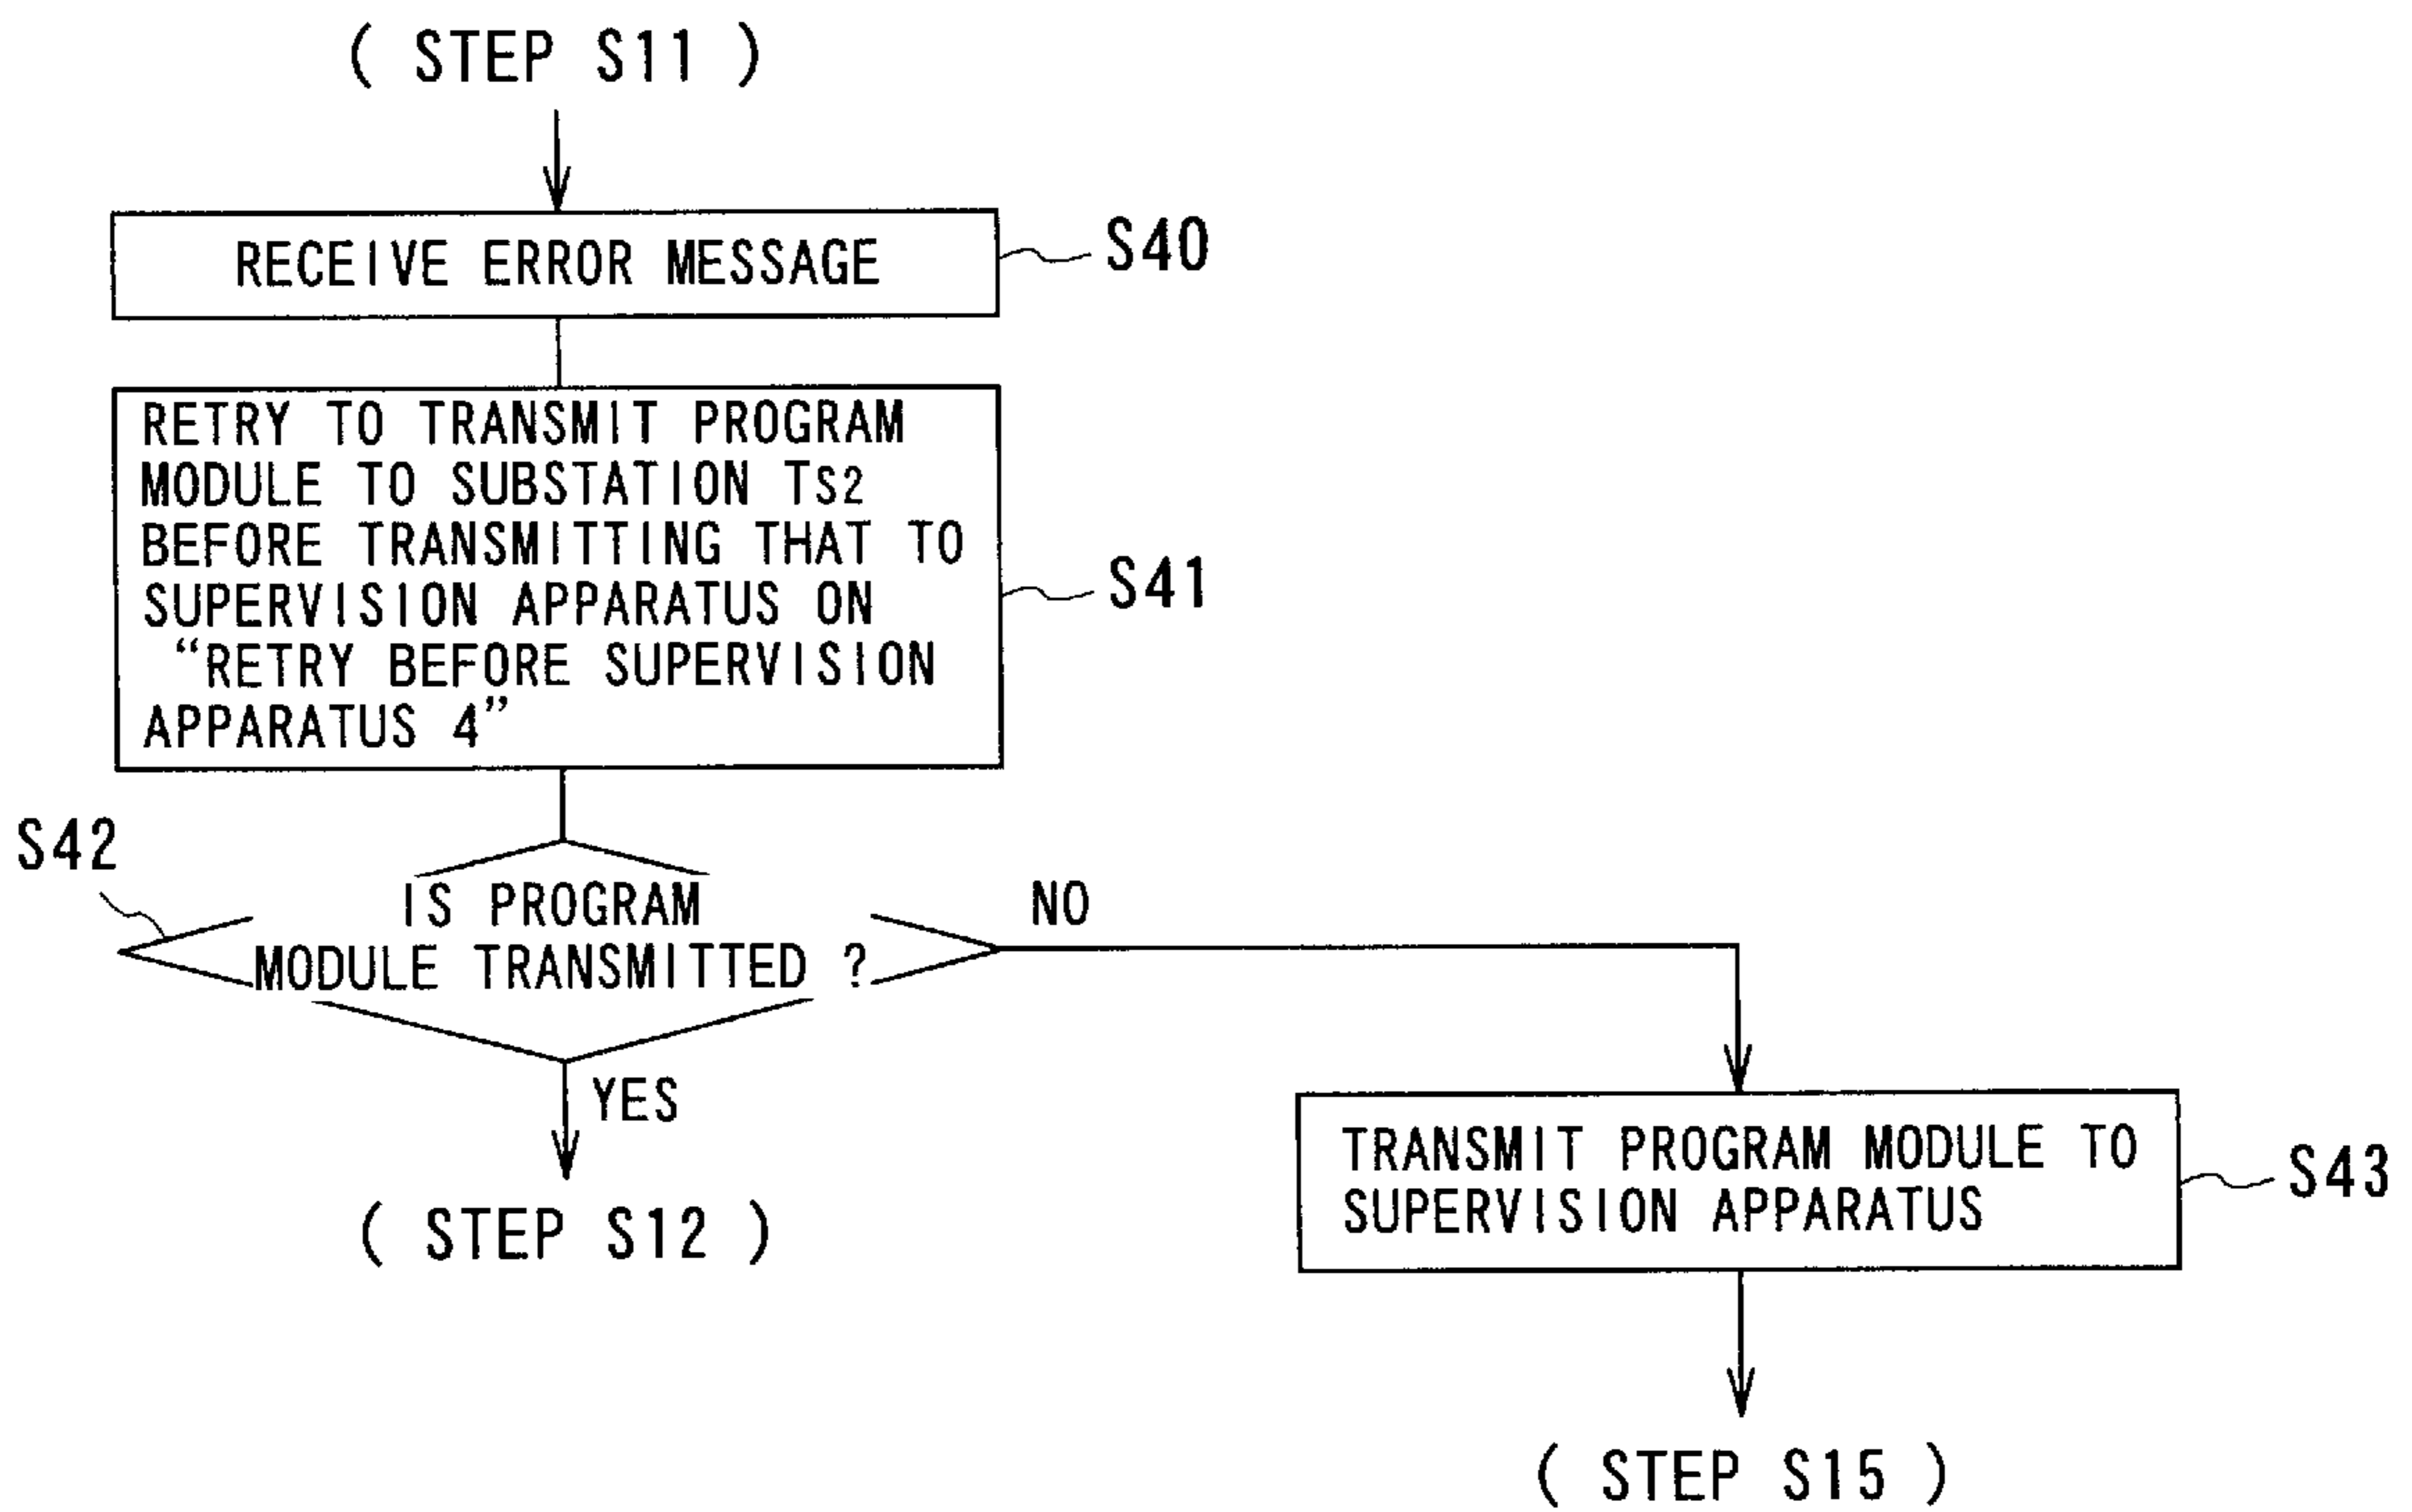 ( STEP S11 )
RECEIVE ERROR MESSAGE
S40
RETRY TO TRANSMIT PROGRAM
MODULE TO SUBSTATION TS2
BEFORE TRANSMITTING THAT TO
SUPERVISION APPARATUS ON
“RETRY BEFORE SUPERVISION
APPARATUS 4”
S41
S42
IS PROGRAM
MODULE TRANSMITTED ?
NO
YES
( STEP S12 )
TRANSMIT PROGRAM MODULE TO
SUPERVISION APPARATUS
S43
( STEP S15 )